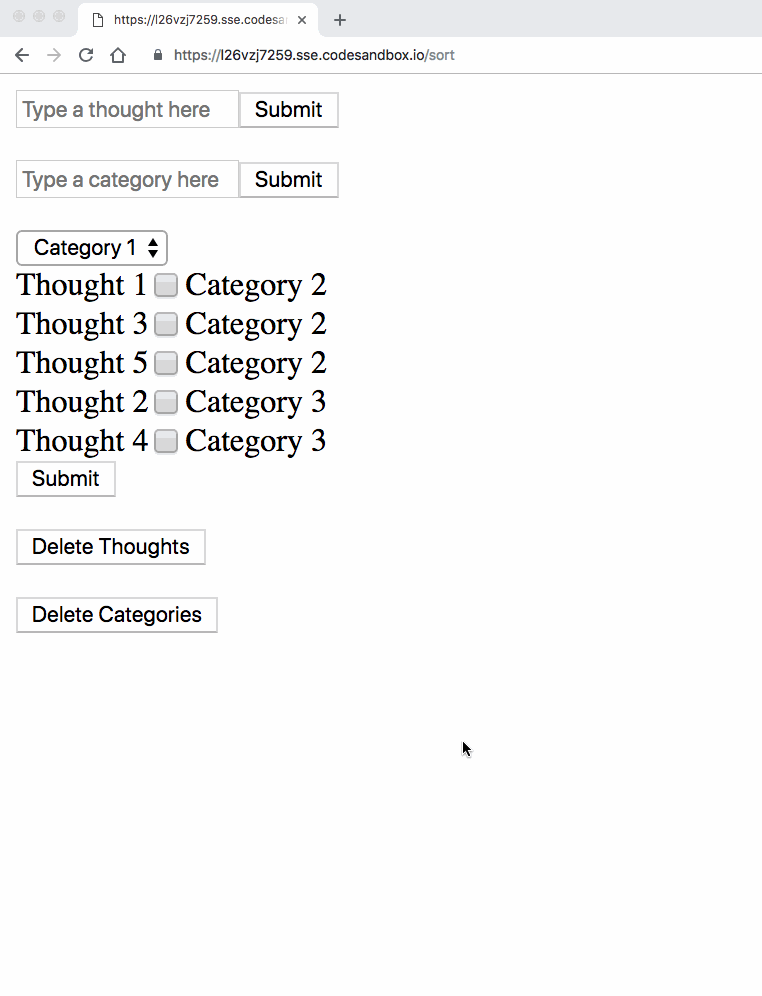 https://l26vzj7259.sse.codesa
https://l26vzj7259.sse.codesandbox.io/sort
Type a thought here Submit
Type a category here Submit
Category 1
Thought 1 Category 2
Thought 3 Category 2
Thought 5 Category 2
Thought 2 Category 3
Thought 4 Category 3
Submit
Delete Thoughts
Delete Categories